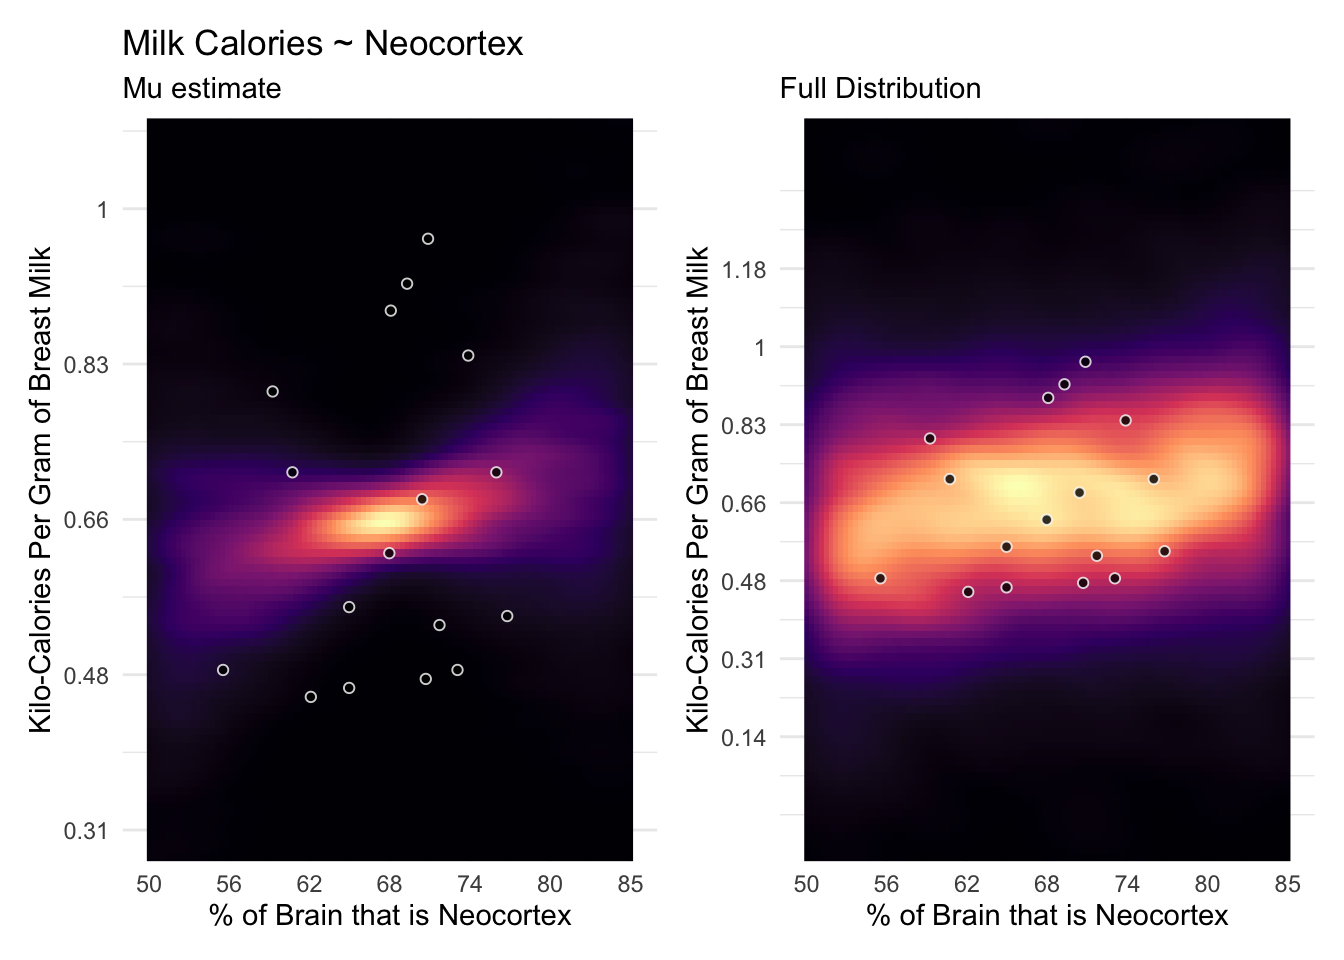 Milk Calories ~ Neocortex
Mu estimate
Kilo-Calories Per Gram of Breast Milk
1
0.83
0.66
0.48
0.31
50 56 62 68 74 80 85
% of Brain that is Neocortex
Full Distribution
Kilo-Calories Per Gram of Breast Milk
1.18
1
0.83
0.66
0.48
0.31
0.14
50 56 62 68 74 80 85
% of Brain that is Neocortex